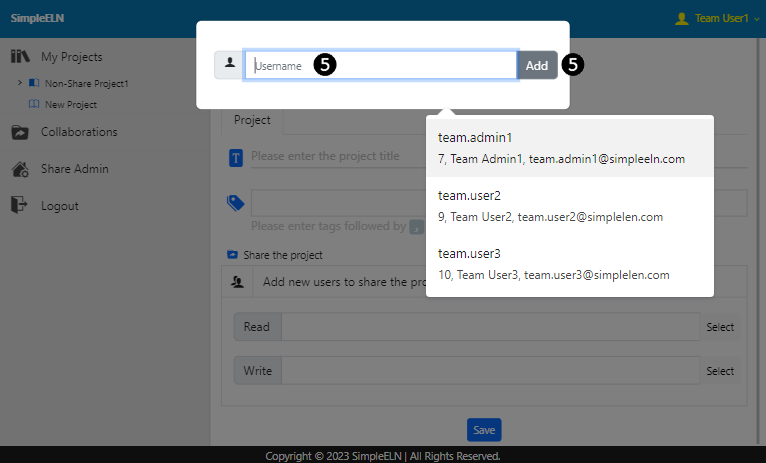 SimpleELN
Team User1
My Projects
Non-Share Project1
New Project
Collaborations
Share Admin
Logout
Username 5
Add 5
team.admin1
7, Team Admin1, team.admin1@simpleeln.com
team.user2
9, Team User2, team.user2@simplelen.com
team.user3
10, Team User3, team.user3@simplelen.com
Project
T Please enter the project title
Please enter tags followed by ,
Share the project
Add new users to share the pro
Read Select
Write Select
Save
Copyright © 2023 SimpleELN | All Rights Reserved.